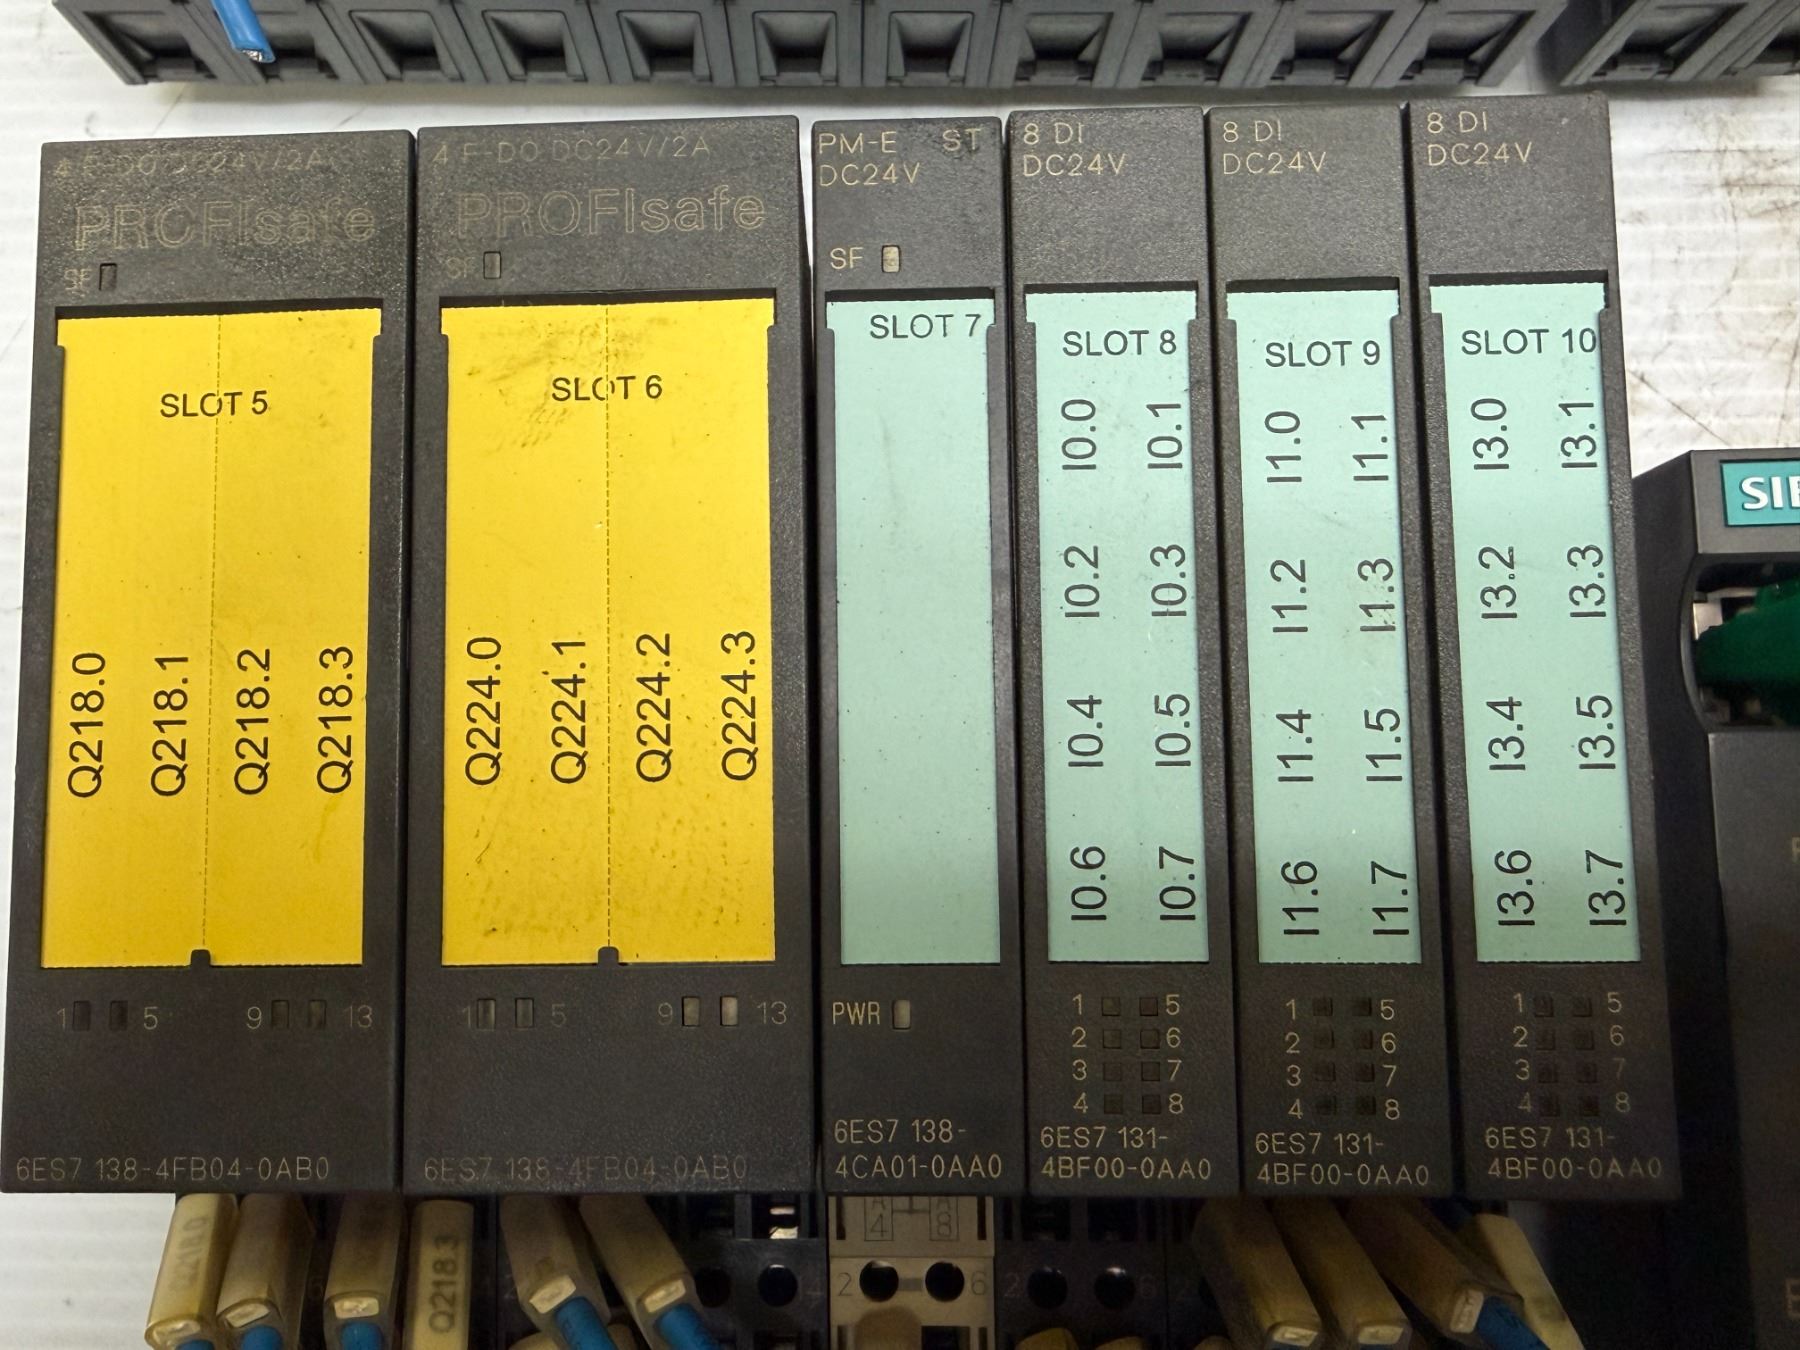 4 F-DO DC24V/2A
PROFIsafe
SF
SLOT 5
Q218.0
Q218.1
Q218.2
Q218.3
1 5 9 13
6ES7 138-4FB04-0AB0
4 F-DO DC24V/2A
PROFIsafe
SF
SLOT 6
Q224.0
Q224.1
Q224.2
Q224.3
1 5 9 13
6ES7 138-4FB04-0AB0
PM-E ST
DC24V
SF
SLOT 7
PWR
6ES7 138-
4CA01-0AA0
8 DI
DC24V
SLOT 8
I0.0 I0.1
I0.2 I0.3
I0.4 I0.5
I0.6 I0.7
1 5
2 6
3 7
4 8
6ES7 131-
4BF00-0AA0
8 DI
DC24V
SLOT 9
I1.0 I1.1
I1.2 I1.3
I1.4 I1.5
I1.6 I1.7
1 5
2 6
3 7
4 8
6ES7 131-
4BF00-0AA0
8 DI
DC24V
SLOT 10
I3.0 I3.1
I3.2 I3.3
I3.4 I3.5
I3.6 I3.7
1 5
2 6
3 7
4 8
6ES7 131-
4BF00-0AA0
SIE
Q218.0
Q218.3
A A
4 8
2 6
2 6